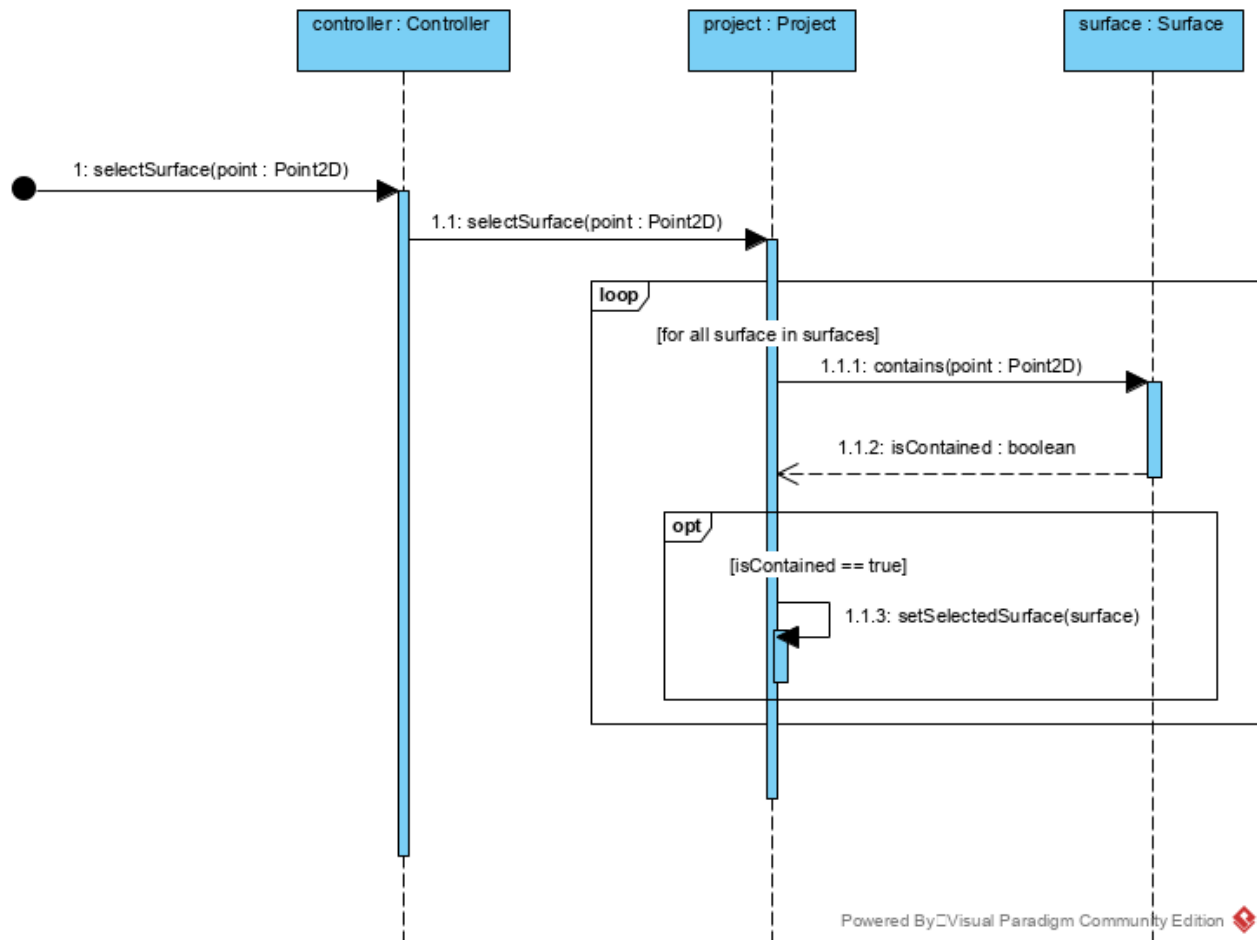 controller : Controller
project : Project
surface : Surface
1: selectSurface(point : Point2D)
1.1: selectSurface(point : Point2D)
loop
[for all surface in surfaces]
1.1.1: contains(point : Point2D)
1.1.2: isContained : boolean
opt
[isContained == true]
1.1.3: setSelectedSurface(surface)
Powered By□Visual Paradigm Community Edition